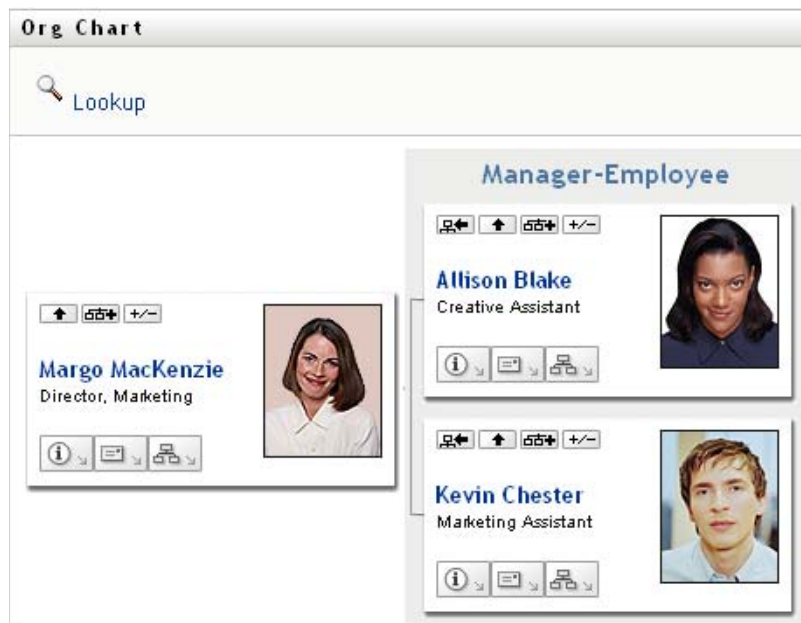 Org Chart
Lookup
Manager-Employee
+/-
Margo MacKenzie
Director, Marketing
+/-
Allison Blake
Creative Assistant
+/-
Kevin Chester
Marketing Assistant